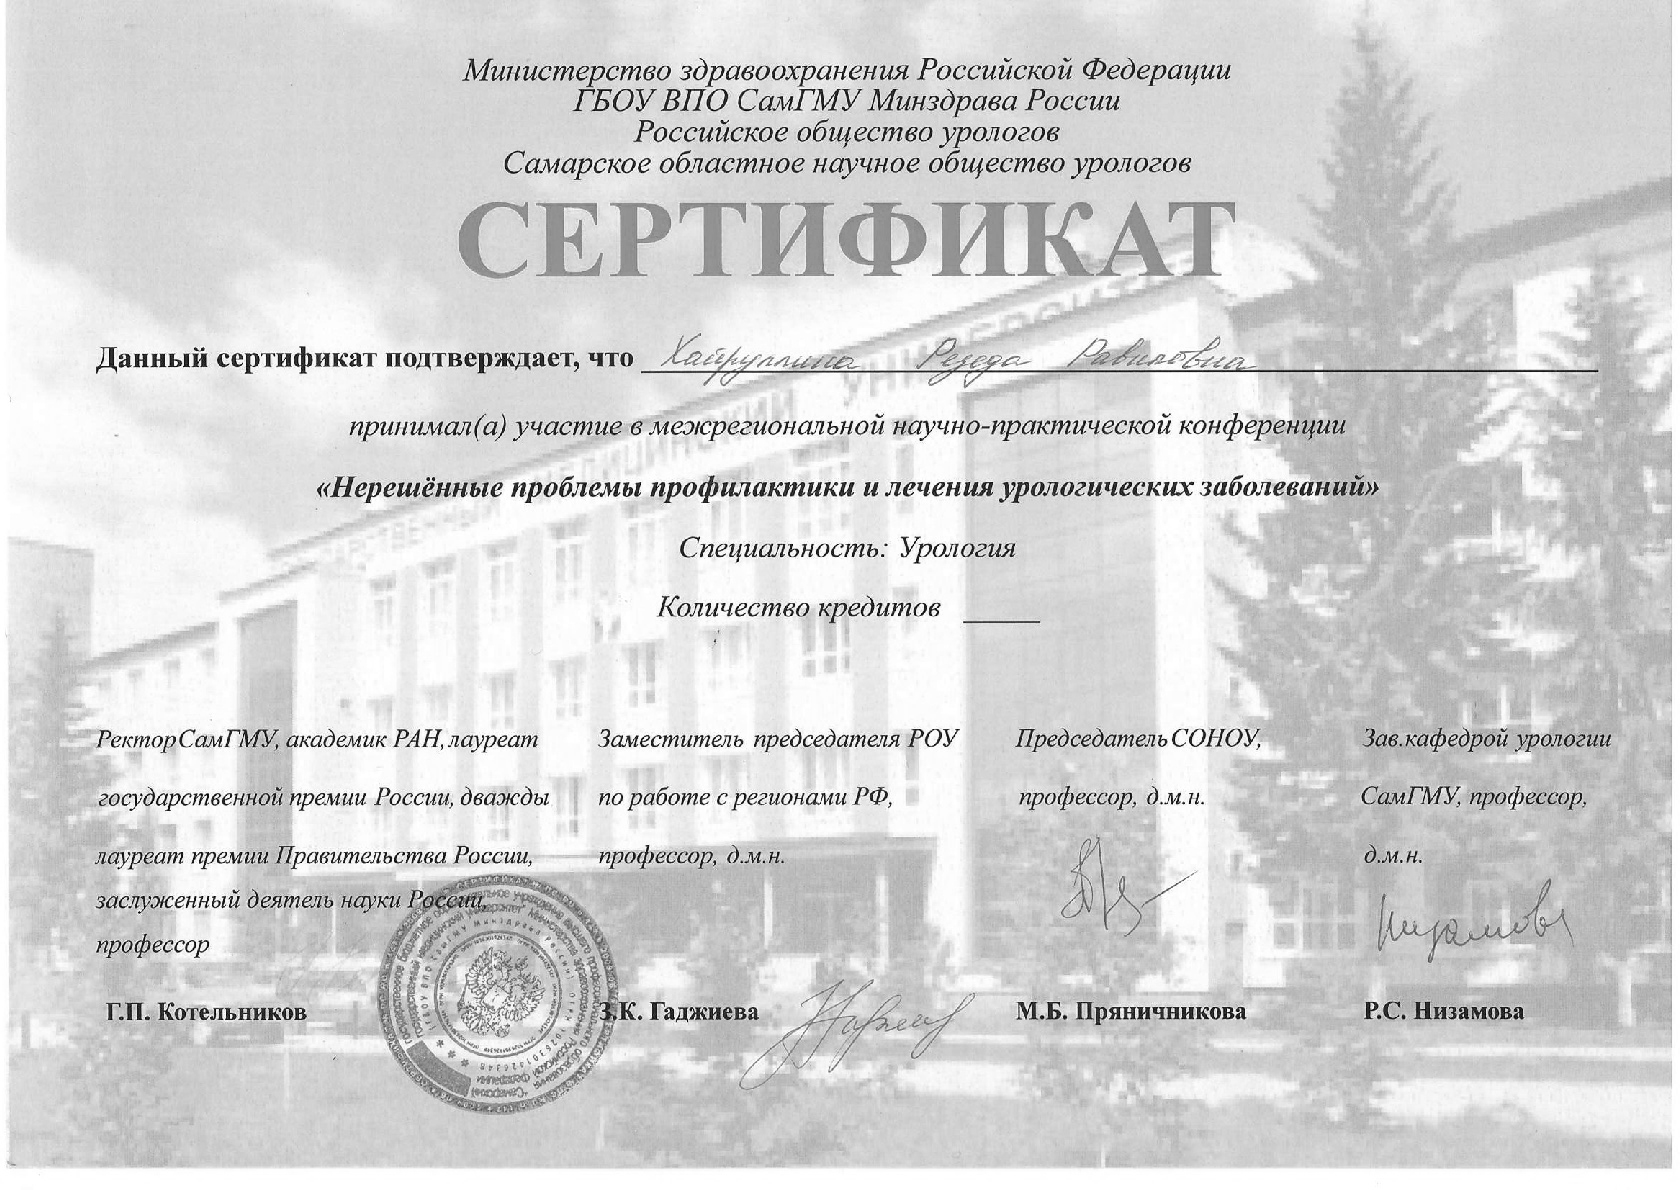 Министерство здравоохранения Российской Федерации
ГБОУ ВПО СамГМУ Минздрава России
Российское общество урологов
Самарское областное научное общество урологов
СЕРТИФИКАТ
Данный сертификат подтверждает, что Хайруллина Резеда Равиловна
принимал(а) участие в межрегиональной научно-практической конференции
«Нерешённые проблемы профилактики и лечения урологических заболеваний»
Специальность: Урология
Количество кредитов
Ректор СамГМУ, академик РАН, лауреат
государственной премии России, дважды
лауреат премии Правительства России,
заслуженный деятель науки России,
профессор
Г.П. Котельников
Заместитель председателя РОУ
по работе с регионами РФ,
профессор, д.м.н.
З.К. Гаджиева
Председатель СОНОУ,
профессор, д.м.н.
М.Б. Пряничникова
Зав.кафедрой урологии
СамГМУ, профессор,
д.м.н.
Низамова
Р.С. Низамова